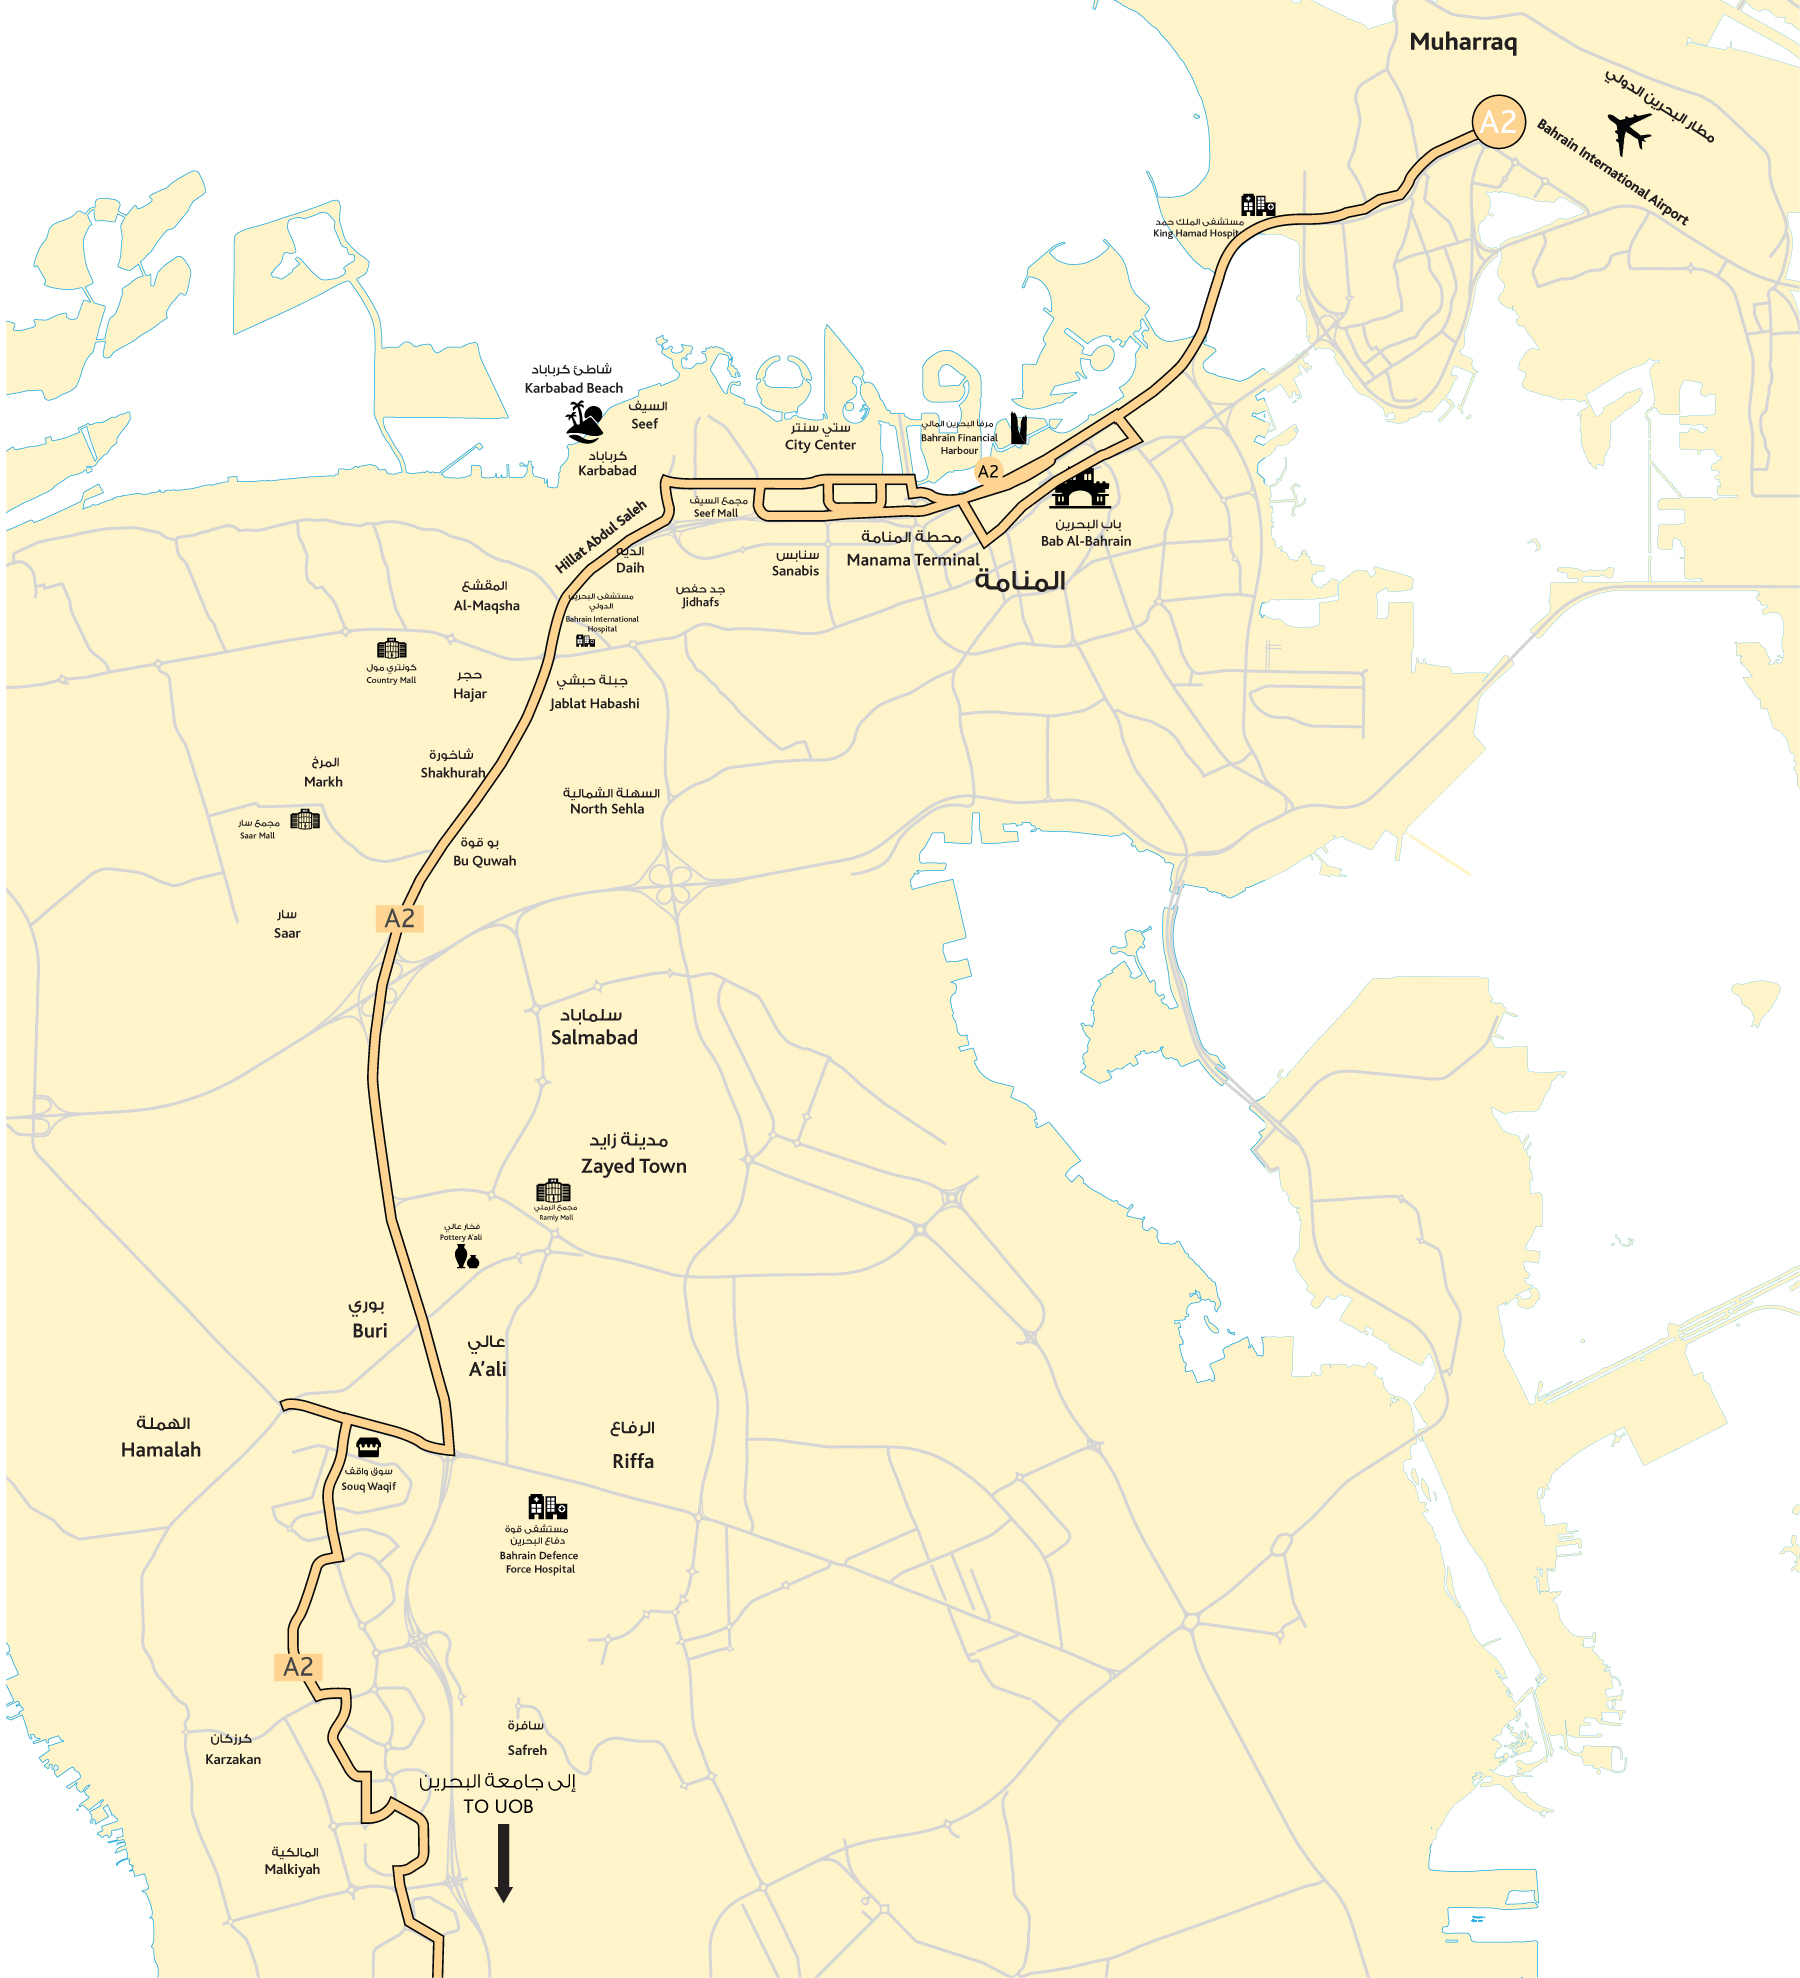 Muharraq
مطار البحرين الدولي
A2
Bahrain International Airport
مستشفى الملك حمد
King Hamad Hospit
شاطئ كرباباد
Karbabad Beach
السيف
Seef
كرباباد
Karbabad
ستي سنتر
City Center
مرفأ البحرين المالي
Bahrain Financial
Harbour
A2
مجمع السيف
Seef Mall
Hillat Abdul Saleh
باب البحرين
Bab Al-Bahrain
محطة المنامة
Manama Terminal
المنامة
سنابس
Sanabis
الديه
Daih
جد حفص
Jidhafs
المقشع
Al-Maqsha
مستشفى البحرين
الدولي
Bahrain International
Hospital
كونتري مول
Country Mall
حجر
Hajar
جبلة حبشي
Jablat Habashi
شاخورة
Shakhurah
المرخ
Markh
السهلة الشمالية
North Sehla
مجمع سار
Saar Mall
بو قوة
Bu Quwah
سار
Saar
A2
سلماباد
Salmabad
مدينة زايد
Zayed Town
مجمع الرملي
Ramly Mall
فخار عالي
Pottery A'ali
بوري
Buri
عالي
A'ali
الهملة
Hamalah
الرفاع
Riffa
سوق واقف
Souq Waqif
مستشفى قوة
دفاع البحرين
Bahrain Defence
Force Hospital
A2
كرزكان
Karzakan
سافرة
Safreh
إلى جامعة البحرين
TO UOB
المالكية
Malkiyah